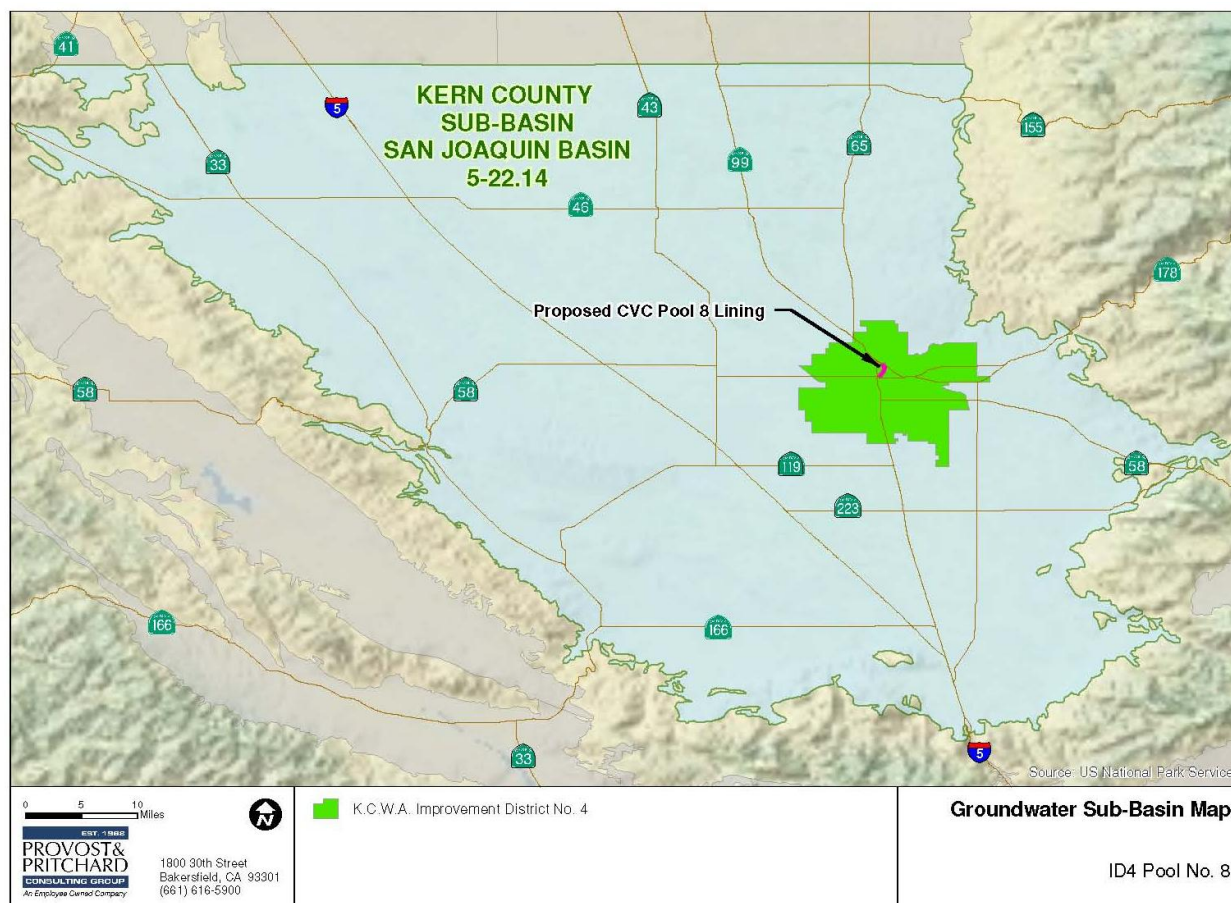 41
5
KERN COUNTY
SUB-BASIN
SAN JOAQUIN BASIN
5-22.14
43
33
99
65
155
46
178
Proposed CVC Pool 8 Lining
58
58
119
58
223
166
166
33
5
Source: US National Park Service
0 5 10
Miles
N
EST. 1968
PROVOST&
PRITCHARD
CONSULTING GROUP
An Employee Owned Company
1800 30th Street
Bakersfield, CA 93301
(661) 616-5900
K.C.W.A. Improvement District No. 4
Groundwater Sub-Basin Map
ID4 Pool No. 8